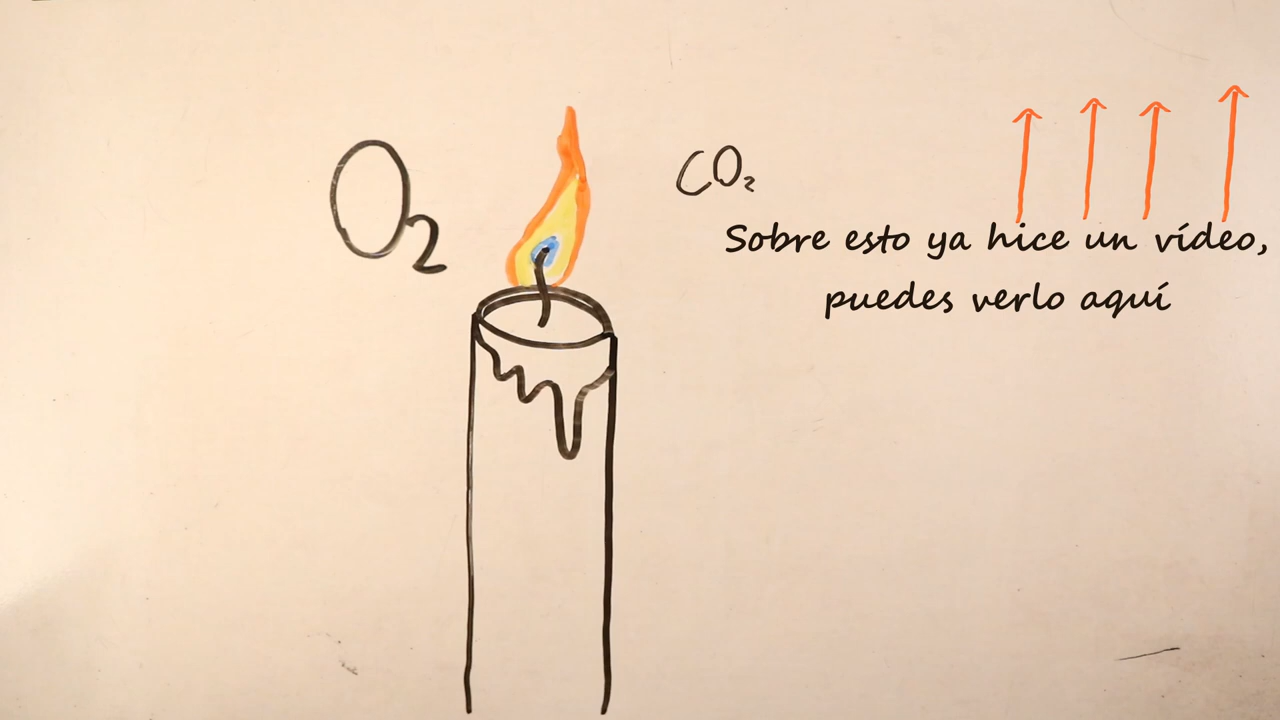 O₂
CO₂
Sobre esto ya hice un vídeo,
puedes verlo aquí